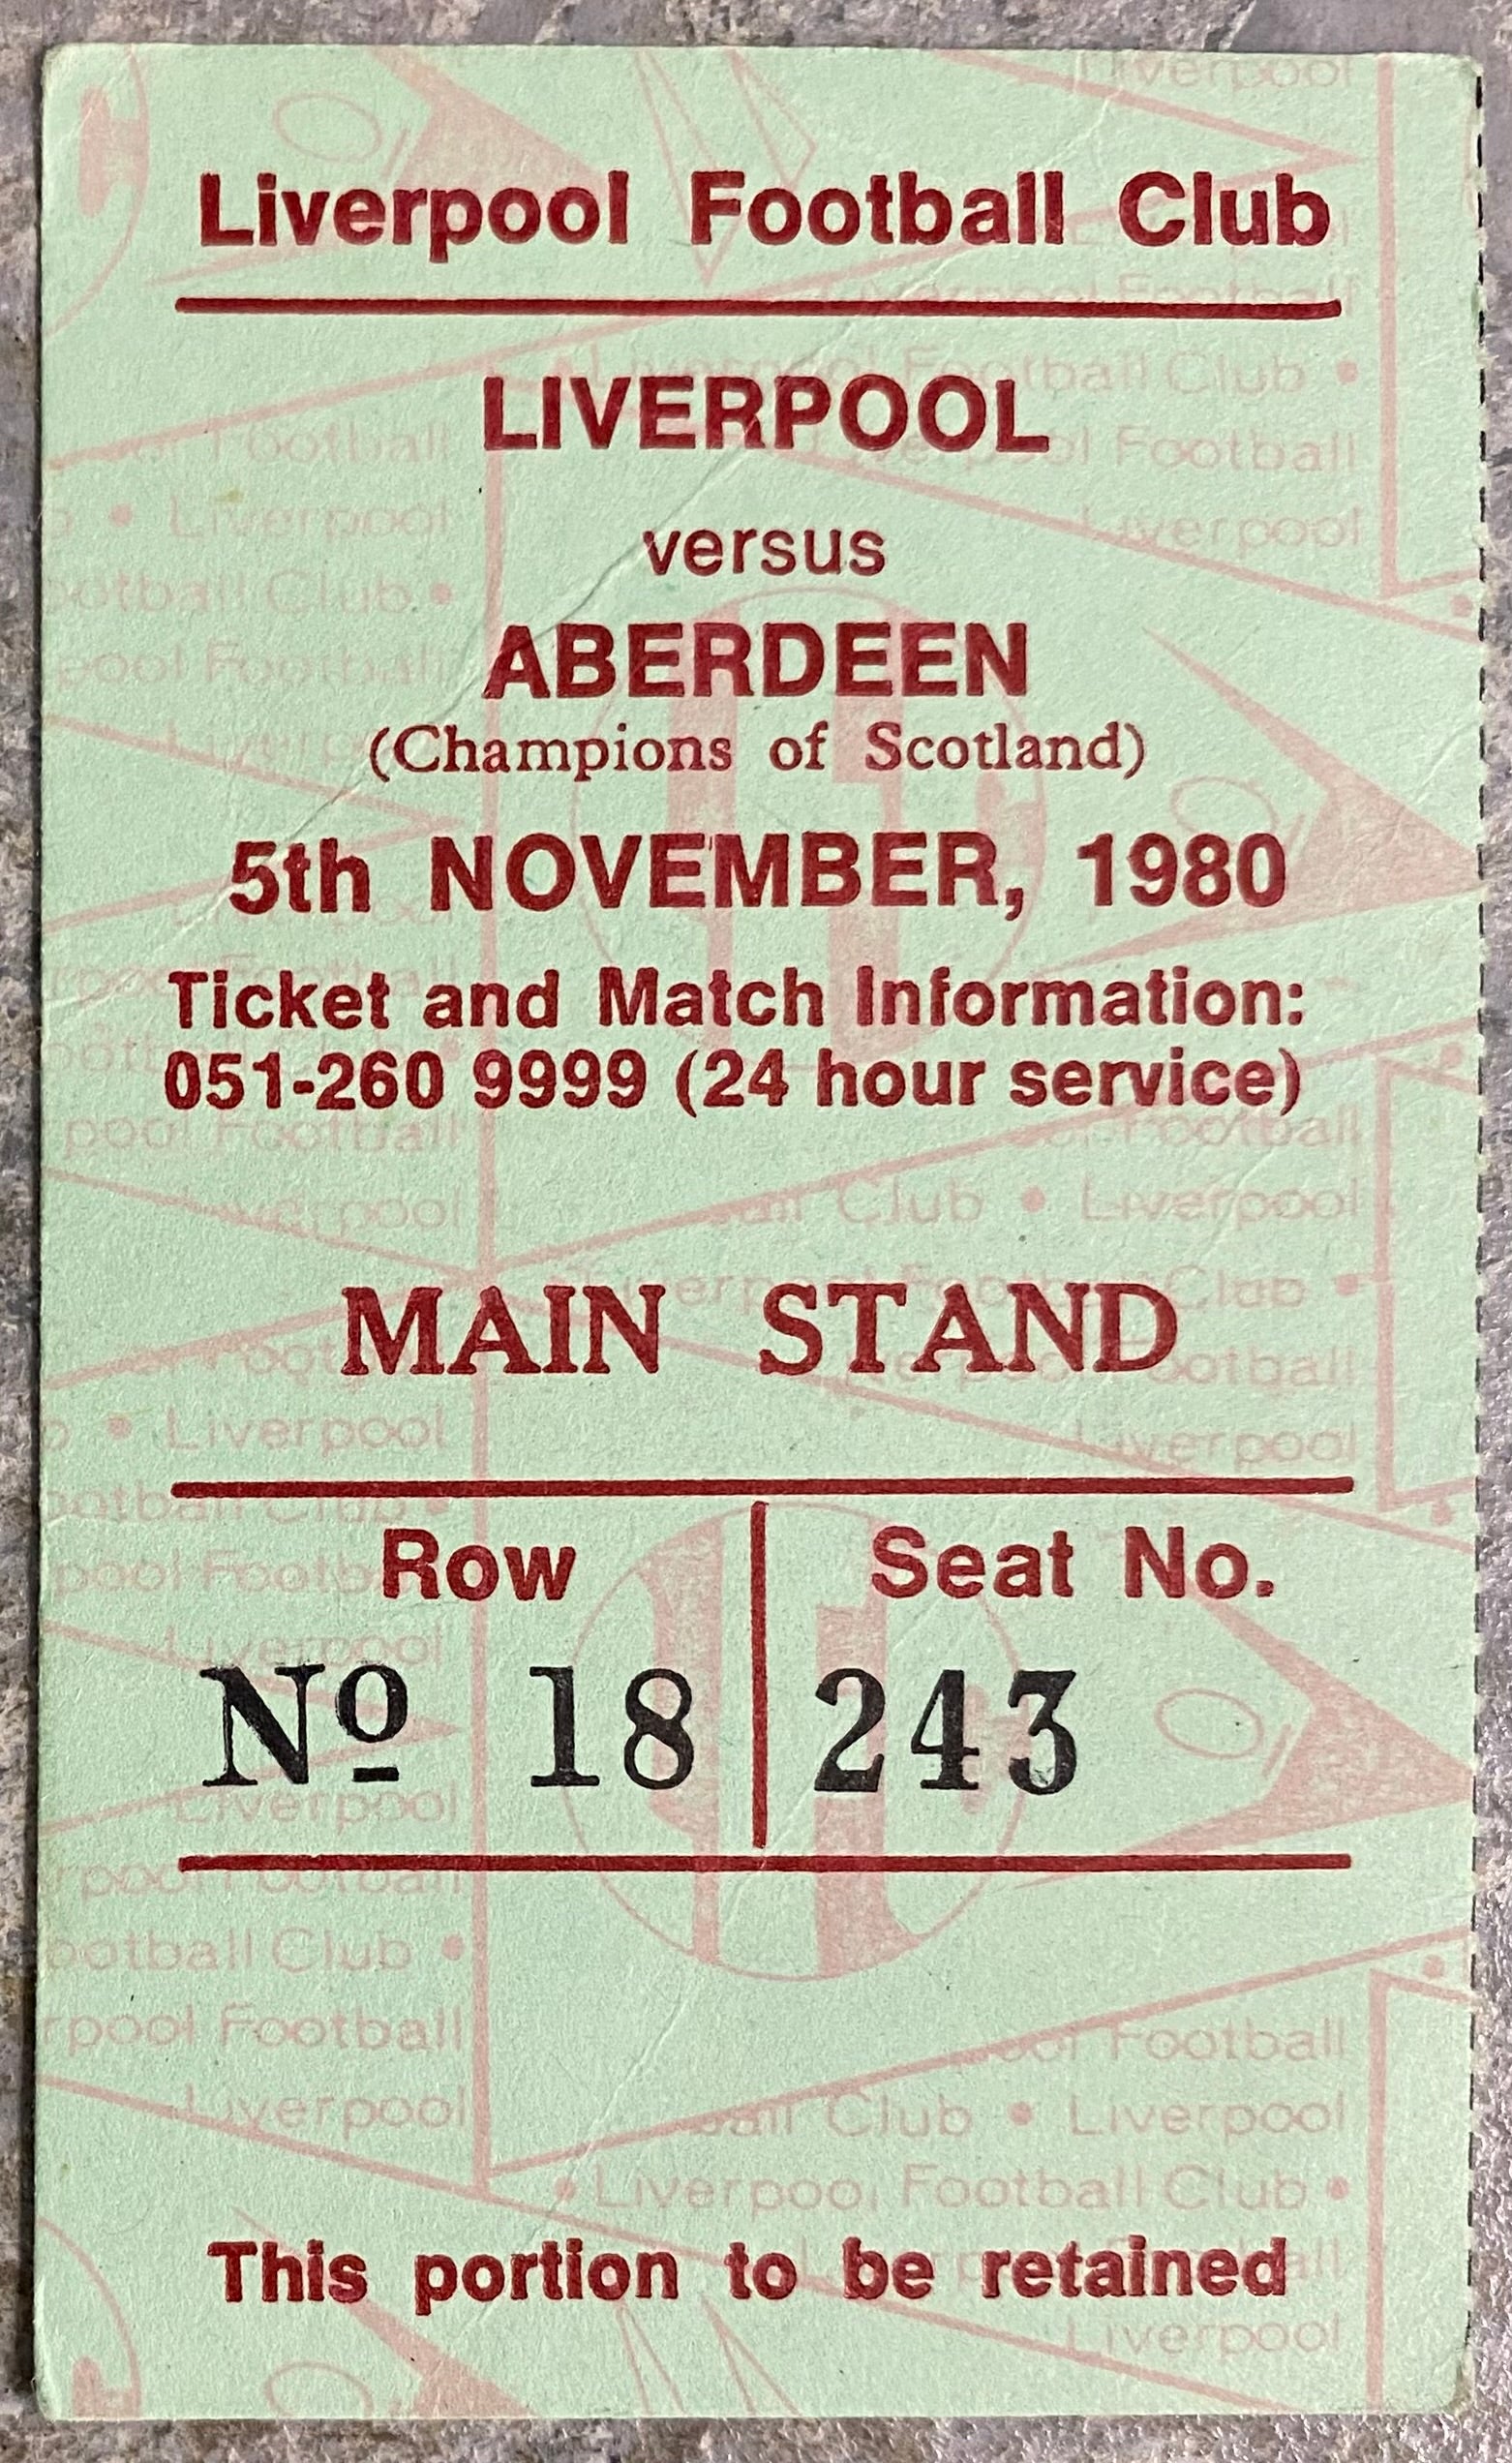 Liverpool Football Club
LIVERPOOL
versus
ABERDEEN
(Champions of Scotland)
5th NOVEMBER, 1980
Ticket and Match Information:
051-260 9999 (24 hour service)
MAIN STAND
Row Seat No.
Nº 18 243
This portion to be retained